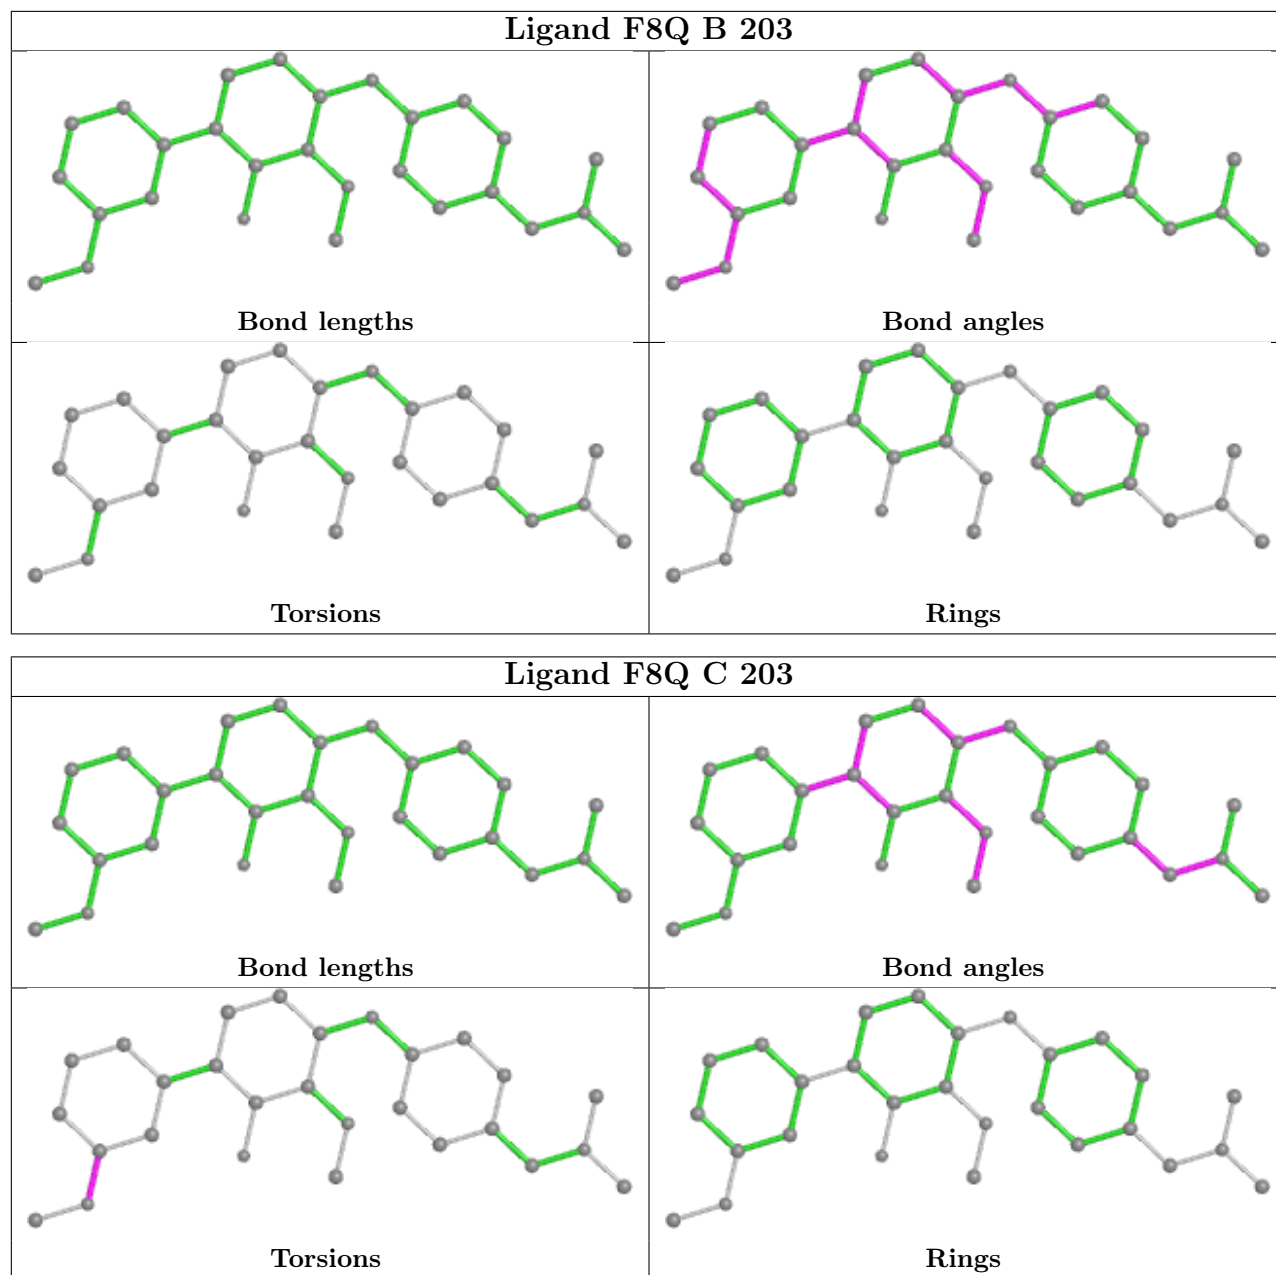 Ligand F8Q B 203
Bond lengths
Bond angles
Torsions
Rings
Ligand F8Q C 203
Bond lengths
Bond angles
Torsions
Rings